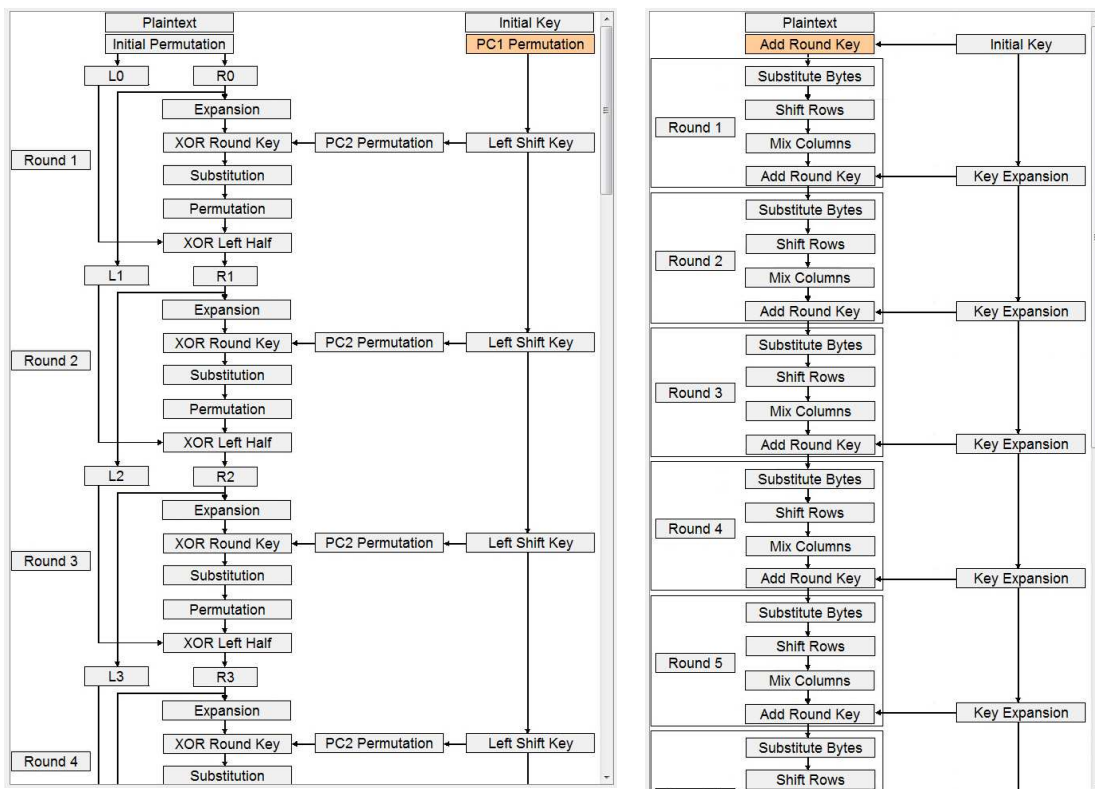 Plaintext
Initial Key
Initial Permutation
PC1 Permutation
L0
R0
Expansion
XOR Round Key
PC2 Permutation
Left Shift Key
Round 1
Substitution
Permutation
XOR Left Half
L1
R1
Expansion
XOR Round Key
PC2 Permutation
Left Shift Key
Round 2
Substitution
Permutation
XOR Left Half
L2
R2
Expansion
XOR Round Key
PC2 Permutation
Left Shift Key
Round 3
Substitution
Permutation
XOR Left Half
L3
R3
Expansion
XOR Round Key
PC2 Permutation
Left Shift Key
Round 4
Substitution
Plaintext
Add Round Key
Initial Key
Substitute Bytes
Shift Rows
Round 1
Mix Columns
Add Round Key
Key Expansion
Substitute Bytes
Shift Rows
Round 2
Mix Columns
Add Round Key
Key Expansion
Substitute Bytes
Shift Rows
Round 3
Mix Columns
Add Round Key
Key Expansion
Substitute Bytes
Shift Rows
Round 4
Mix Columns
Add Round Key
Key Expansion
Substitute Bytes
Shift Rows
Round 5
Mix Columns
Add Round Key
Key Expansion
Substitute Bytes
Shift Rows